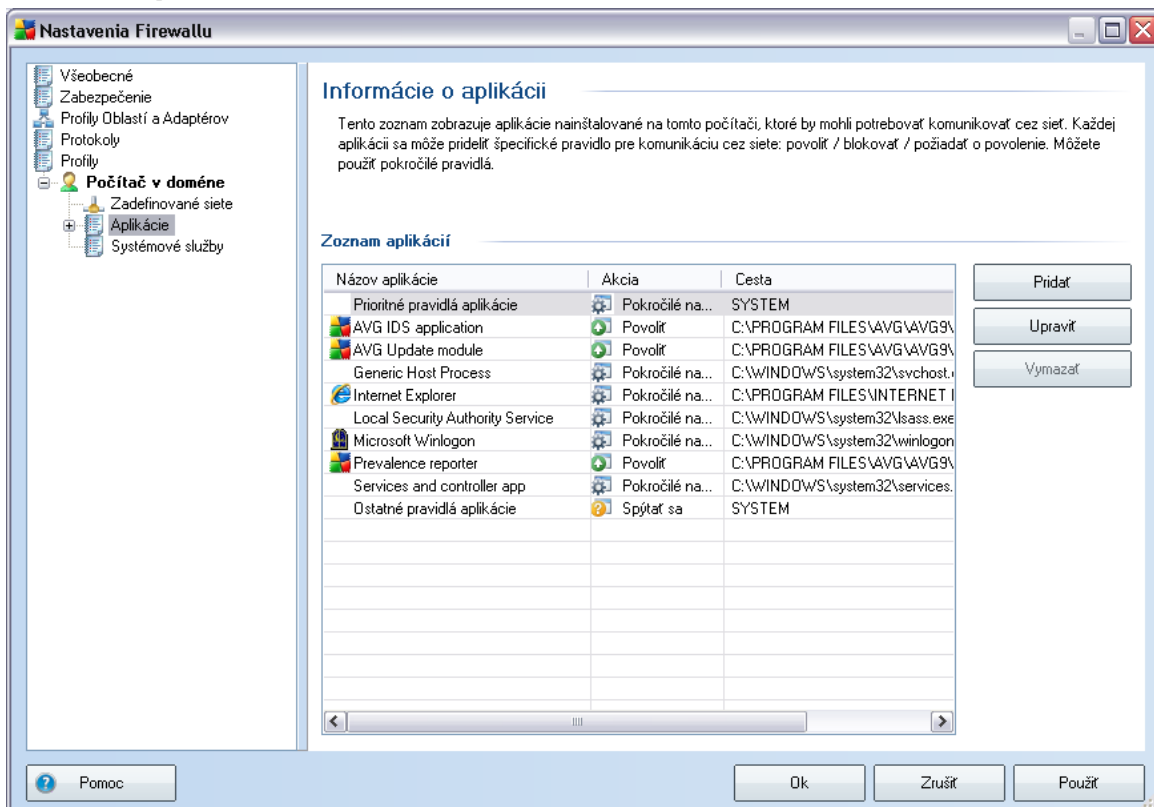 Nastavenia Firewallu
Všeobecné
Zabezpečenie
Profily Oblastí a Adaptérov
Protokoly
Profily
Počítač v doméne
Zadefinované siete
Aplikácie
Systémové služby
Informácie o aplikácii
Tento zoznam zobrazuje aplikácie nainštalované na tomto počítači, ktoré by mohli potrebovať komunikovať cez sieť. Každej
aplikácii sa môže prideliť špecifické pravidlo pre komunikáciu cez siete: povoliť / blokovať / požiadať o povolenie. Môžete
použiť pokročilé pravidlá.
Zoznam aplikácií
Názov aplikácie Akcia Cesta
Prioritné pravidlá aplikácie Pokročilé na... SYSTEM
AVG IDS application Povoliť C:\PROGRAM FILES\AVG\AVG9\
AVG Update module Povoliť C:\PROGRAM FILES\AVG\AVG9\
Generic Host Process Pokročilé na... C:\WINDOWS\system32\svchost.
Internet Explorer Pokročilé na... C:\PROGRAM FILES\INTERNET
Local Security Authority Service Pokročilé na... C:\WINDOWS\system32\lsass.exe
Microsoft Winlogon Pokročilé na... C:\WINDOWS\system32\winlogon
Prevalence reporter Povoliť C:\PROGRAM FILES\AVG\AVG9\
Services and controller app Pokročilé na... C:\WINDOWS\system32\services.
Ostatné pravidlá aplikácie Spýtať sa SYSTEM
Pridať
Upraviť
Vymazať
Pomoc
Ok
Zrušiť
Použiť